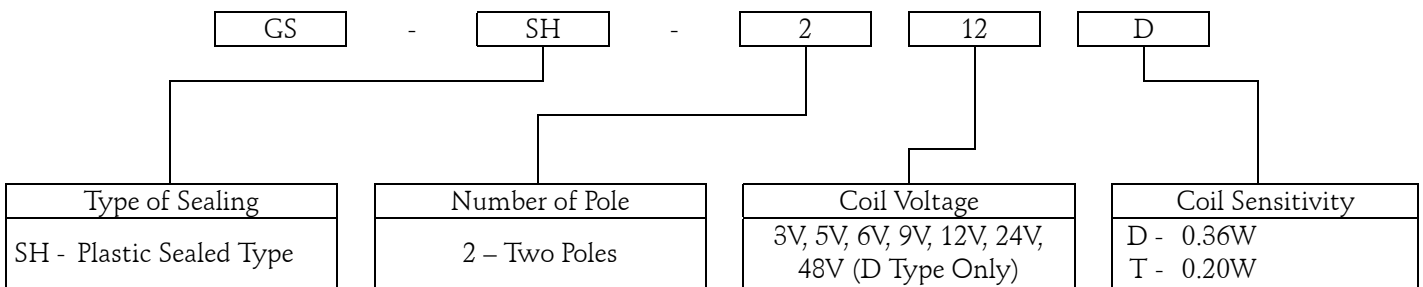 GS - SH - 2 12 D
Type of Sealing
SH - Plastic Sealed Type
Number of Pole
2 – Two Poles
Coil Voltage
3V, 5V, 6V, 9V, 12V, 24V,
48V (D Type Only)
Coil Sensitivity
D - 0.36W
T - 0.20W